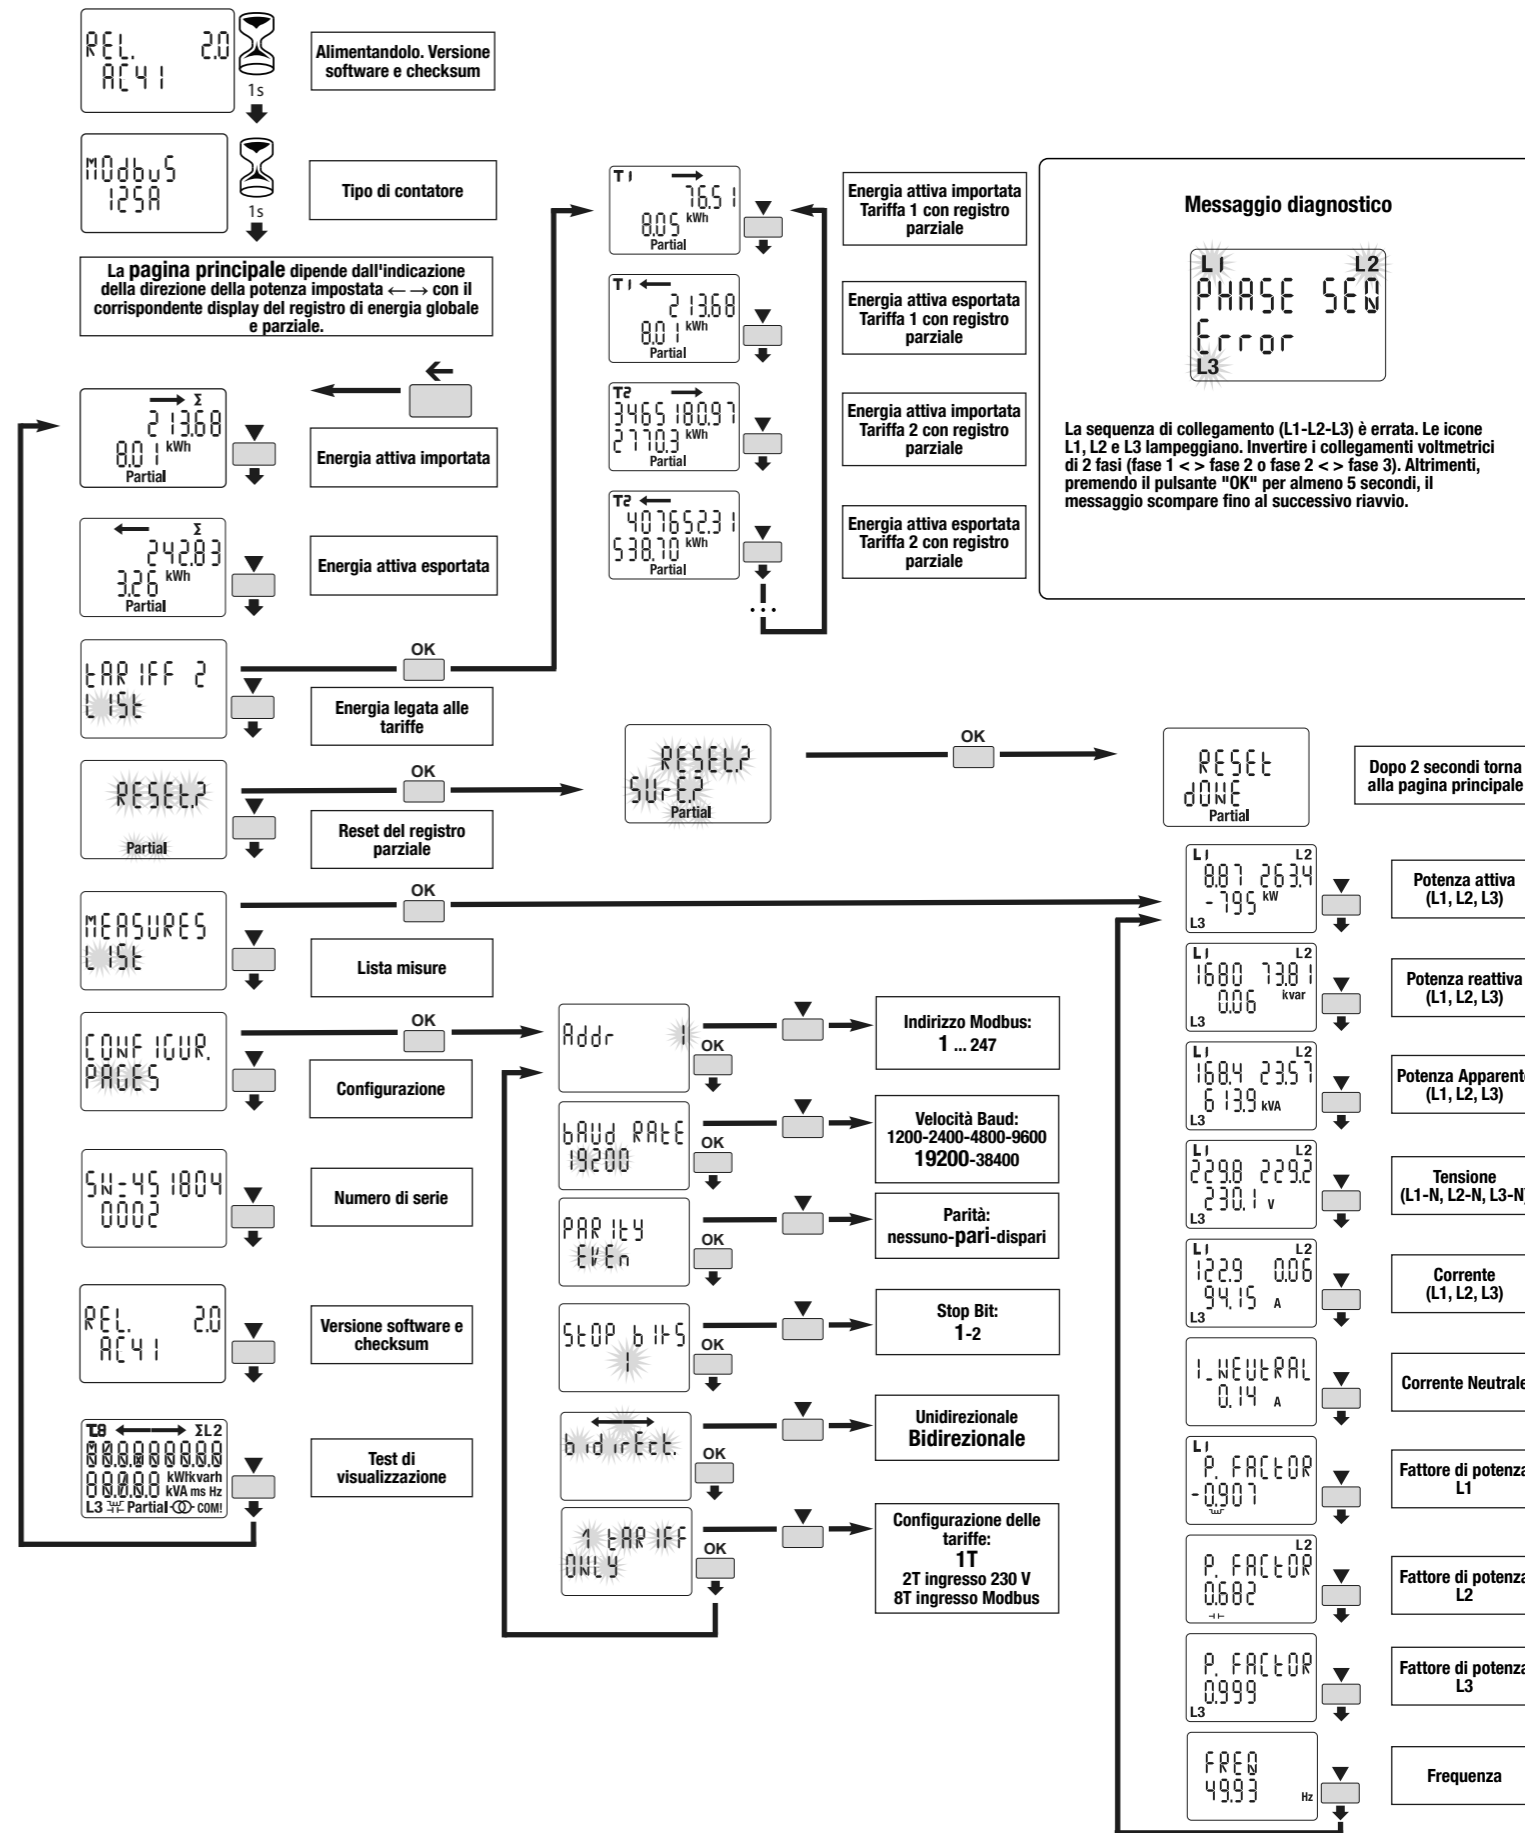 REL. 2.0
AC41
1s
Alimentandolo. Versione
software e checksum
MOdbuS
125A
1s
Tipo di contatore
La pagina principale dipende dall'indicazione
della direzione della potenza impostata ←→ con il
corrispondente display del registro di energia globale
e parziale.
→ Σ
213.68
8.01 kWh
Partial
←
Energia attiva importata
← Σ
242.83
3.26 kWh
Partial
Energia attiva esportata
tARIFF 2
LISt
OK
Energia legata alle
tariffe
RESEt.?
Partial
OK
Reset del registro
parziale
MEASURES
LISt
OK
Lista misure
CONFIGUR.
PAGES
OK
Configurazione
SN-451804
0002
Numero di serie
REL. 2.0
AC41
Versione software e
checksum
T.8 ←→ ΣL2
kWhkvarh
kVA ms Hz
L3 Partial COM!
Test di
visualizzazione
T1 →
76.51
8.05 kWh
Partial
Energia attiva importata
Tariffa 1 con registro
parziale
T1 ←
213.68
8.01 kWh
Partial
Energia attiva esportata
Tariffa 1 con registro
parziale
T2 →
3465180.97
2770.3 kWh
Partial
Energia attiva importata
Tariffa 2 con registro
parziale
T2 ←
407652.31
538.70 kWh
Partial
Energia attiva esportata
Tariffa 2 con registro
parziale
...
Messaggio diagnostico
L1 L2
PHASE SEQ
Error
L3
La sequenza di collegamento (L1-L2-L3) è errata. Le icone
L1, L2 e L3 lampeggiano. Invertire i collegamenti voltmetrici
di 2 fasi (fase 1 < > fase 2 o fase 2 < > fase 3). Altrimenti,
premendo il pulsante "OK" per almeno 5 secondi, il
messaggio scompare fino al successivo riavvio.
RESEt.?
SUrE.?
Partial
OK
RESEt
dONE
Partial
Dopo 2 secondi torna
alla pagina principale
Addr 1
OK
Indirizzo Modbus:
1 ... 247
bAUd RAtE
19200
OK
Velocità Baud:
1200-2400-4800-9600
19200-38400
PARItY
EVEn
OK
Parità:
nessuno-pari-dispari
StOP bItS
1
OK
Stop Bit:
1-2
bidirEct.
OK
Unidirezionale
Bidirezionale
1 tARIFF
ONLY
OK
Configurazione delle
tariffe:
1T
2T ingresso 230 V
8T ingresso Modbus
L1 L2
8.87 263.4
-795 kW
L3
Potenza attiva
(L1, L2, L3)
L1 L2
1680 73.81
0.06 kvar
L3
Potenza reattiva
(L1, L2, L3)
L1 L2
168.4 23.57
613.9 kVA
L3
Potenza Apparente
(L1, L2, L3)
L1 L2
229.8 229.2
230.1 V
L3
Tensione
(L1-N, L2-N, L3-N)
L1 L2
122.9 0.06
94.15 A
L3
Corrente
(L1, L2, L3)
I_NEUtRAL
0.14 A
Corrente Neutrale
L1
P. FACtOR
-0.907
Fattore di potenza
L1
L2
P. FACtOR
0.682
Fattore di potenza
L2
P. FACtOR
0.999
L3
Fattore di potenza
L3
FREQ
49.93 Hz
Frequenza